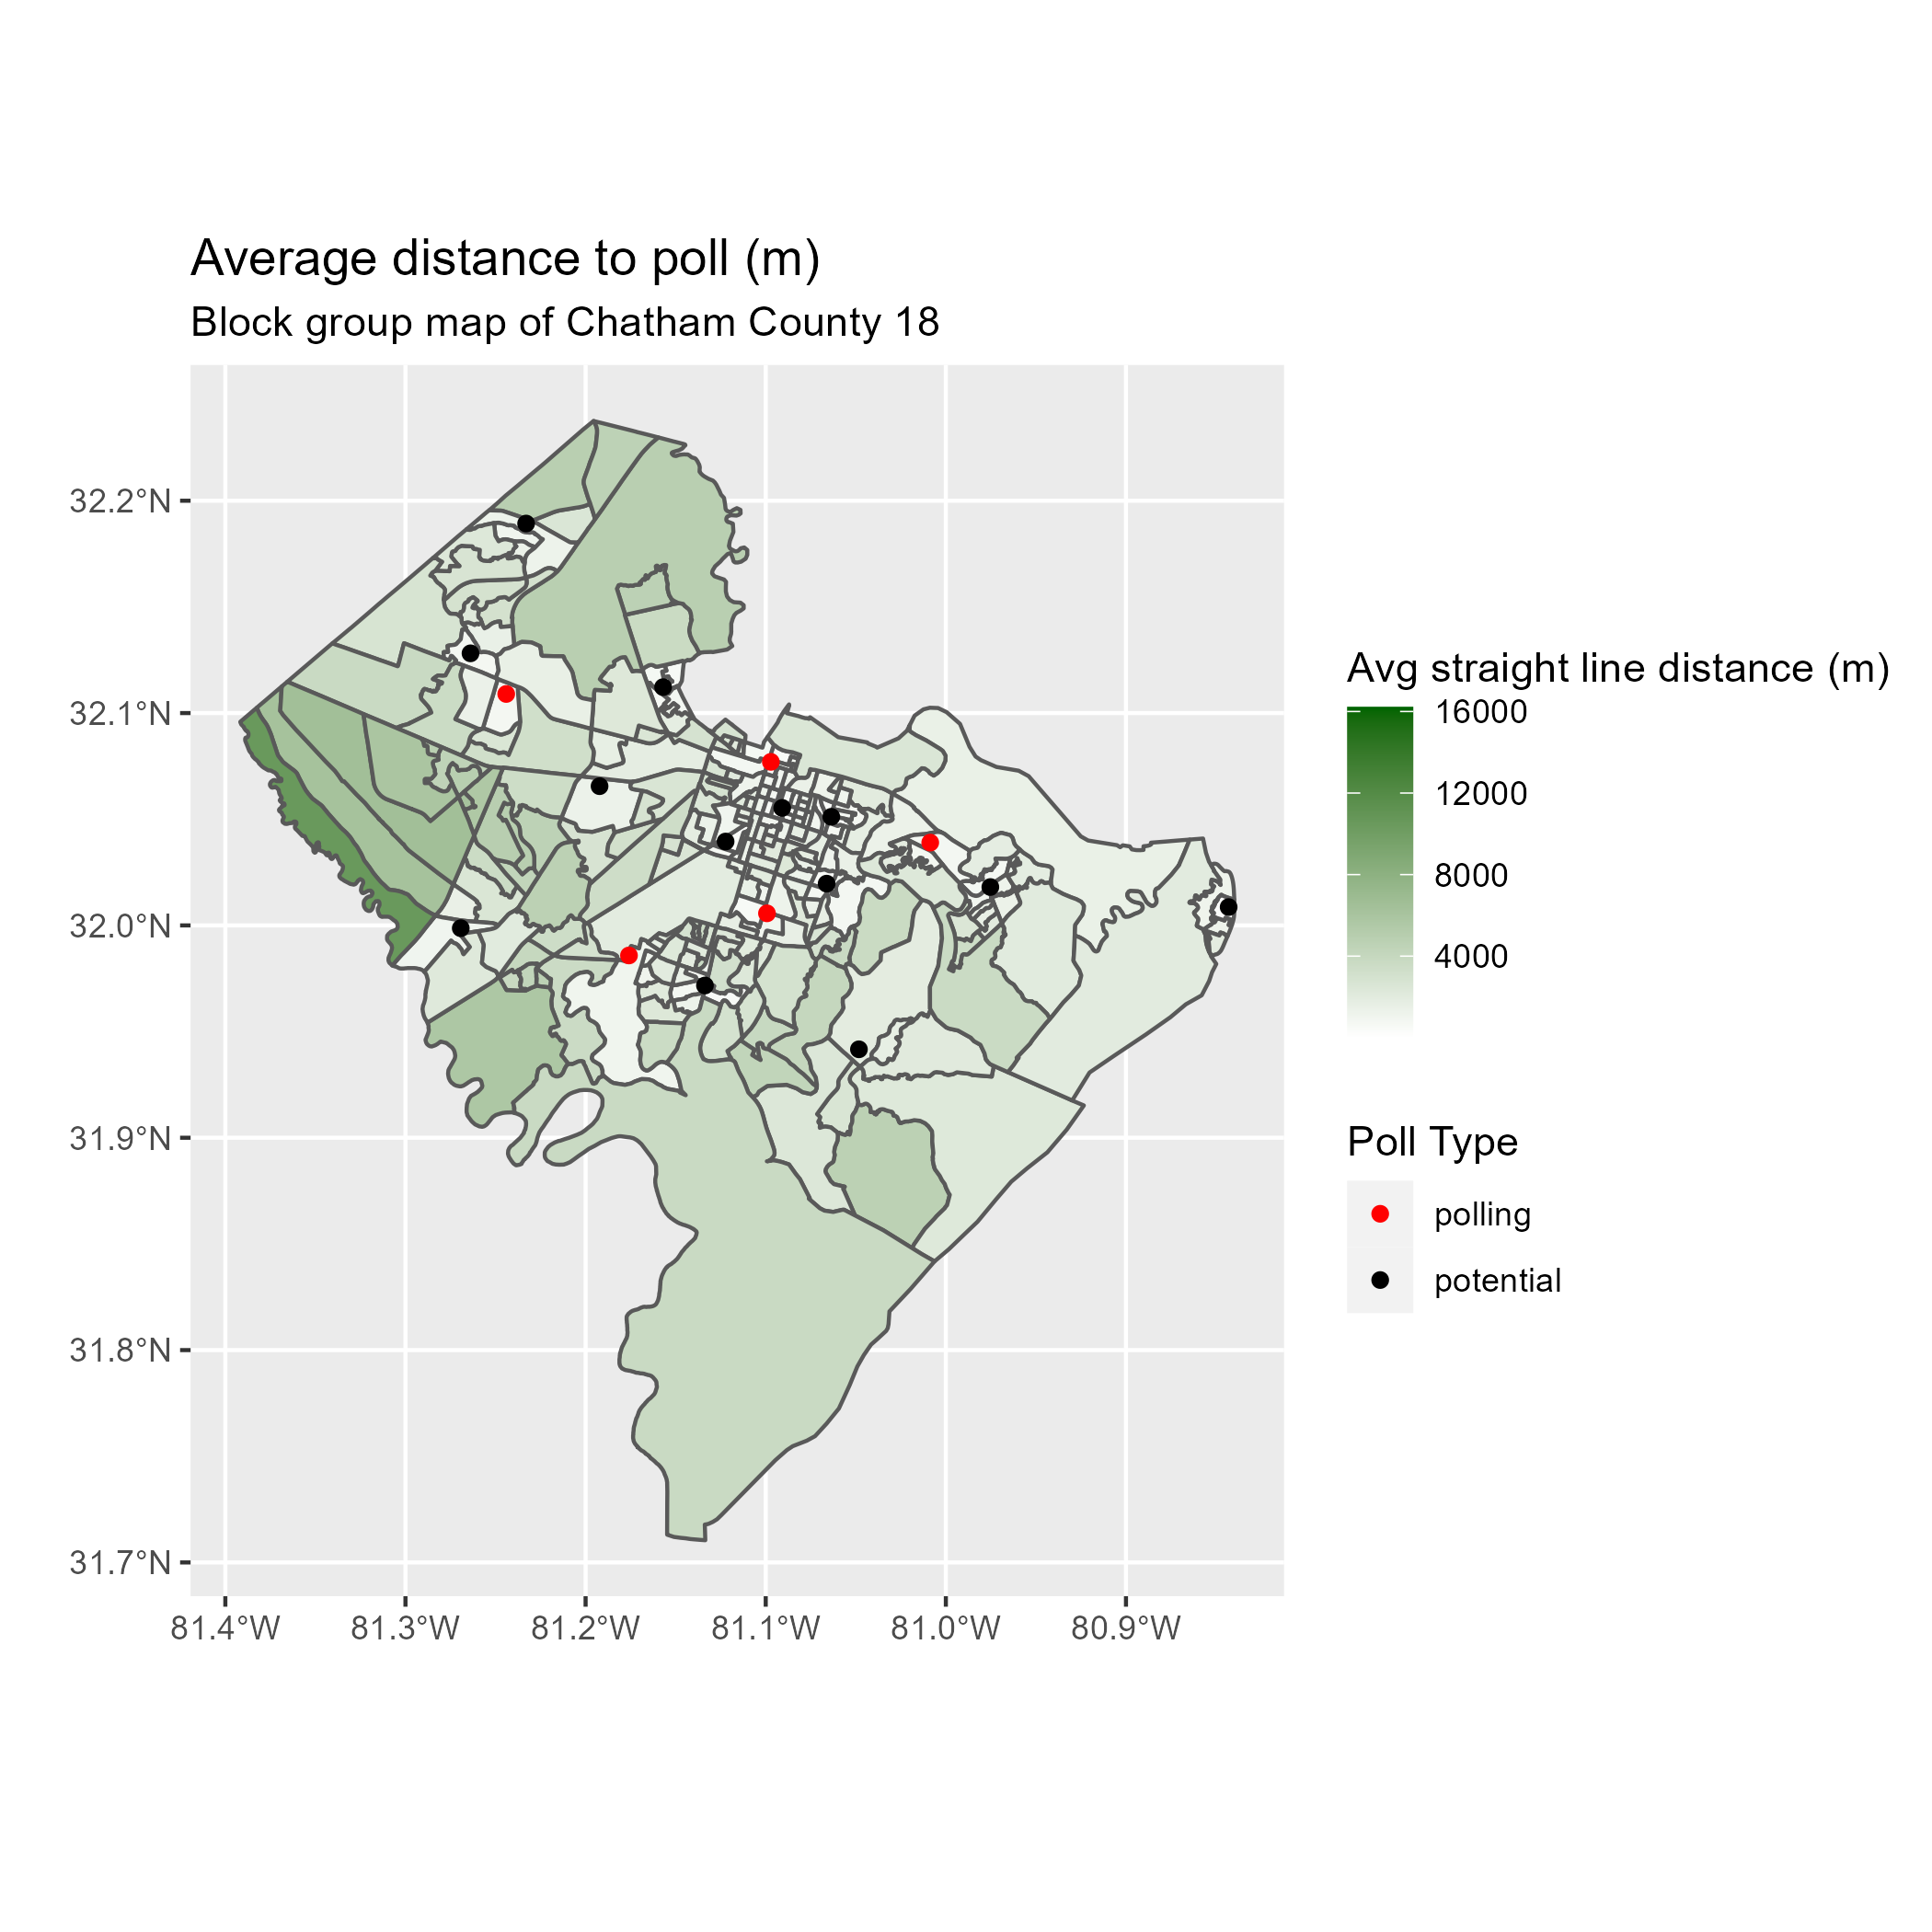 Average distance to poll (m)
Block group map of Chatham County 18
32.2°N
32.1°N
32.0°N
31.9°N
31.8°N
31.7°N
81.4°W 81.3°W 81.2°W 81.1°W 81.0°W 80.9°W
Avg straight line distance (m)
16000
12000
8000
4000
Poll Type
polling
potential